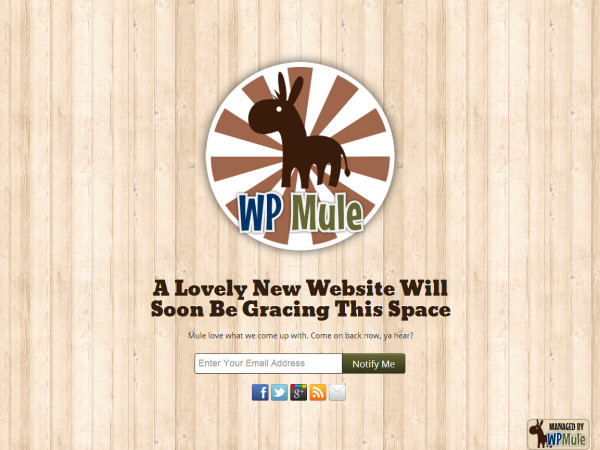 WP Mule
A Lovely New Website Will
Soon Be Gracing This Space
Mule love what we come up with. Come on back now, ya hear?
Enter Your Email Address
Notify Me
f
t
g+
MANAGED BY
WPMule